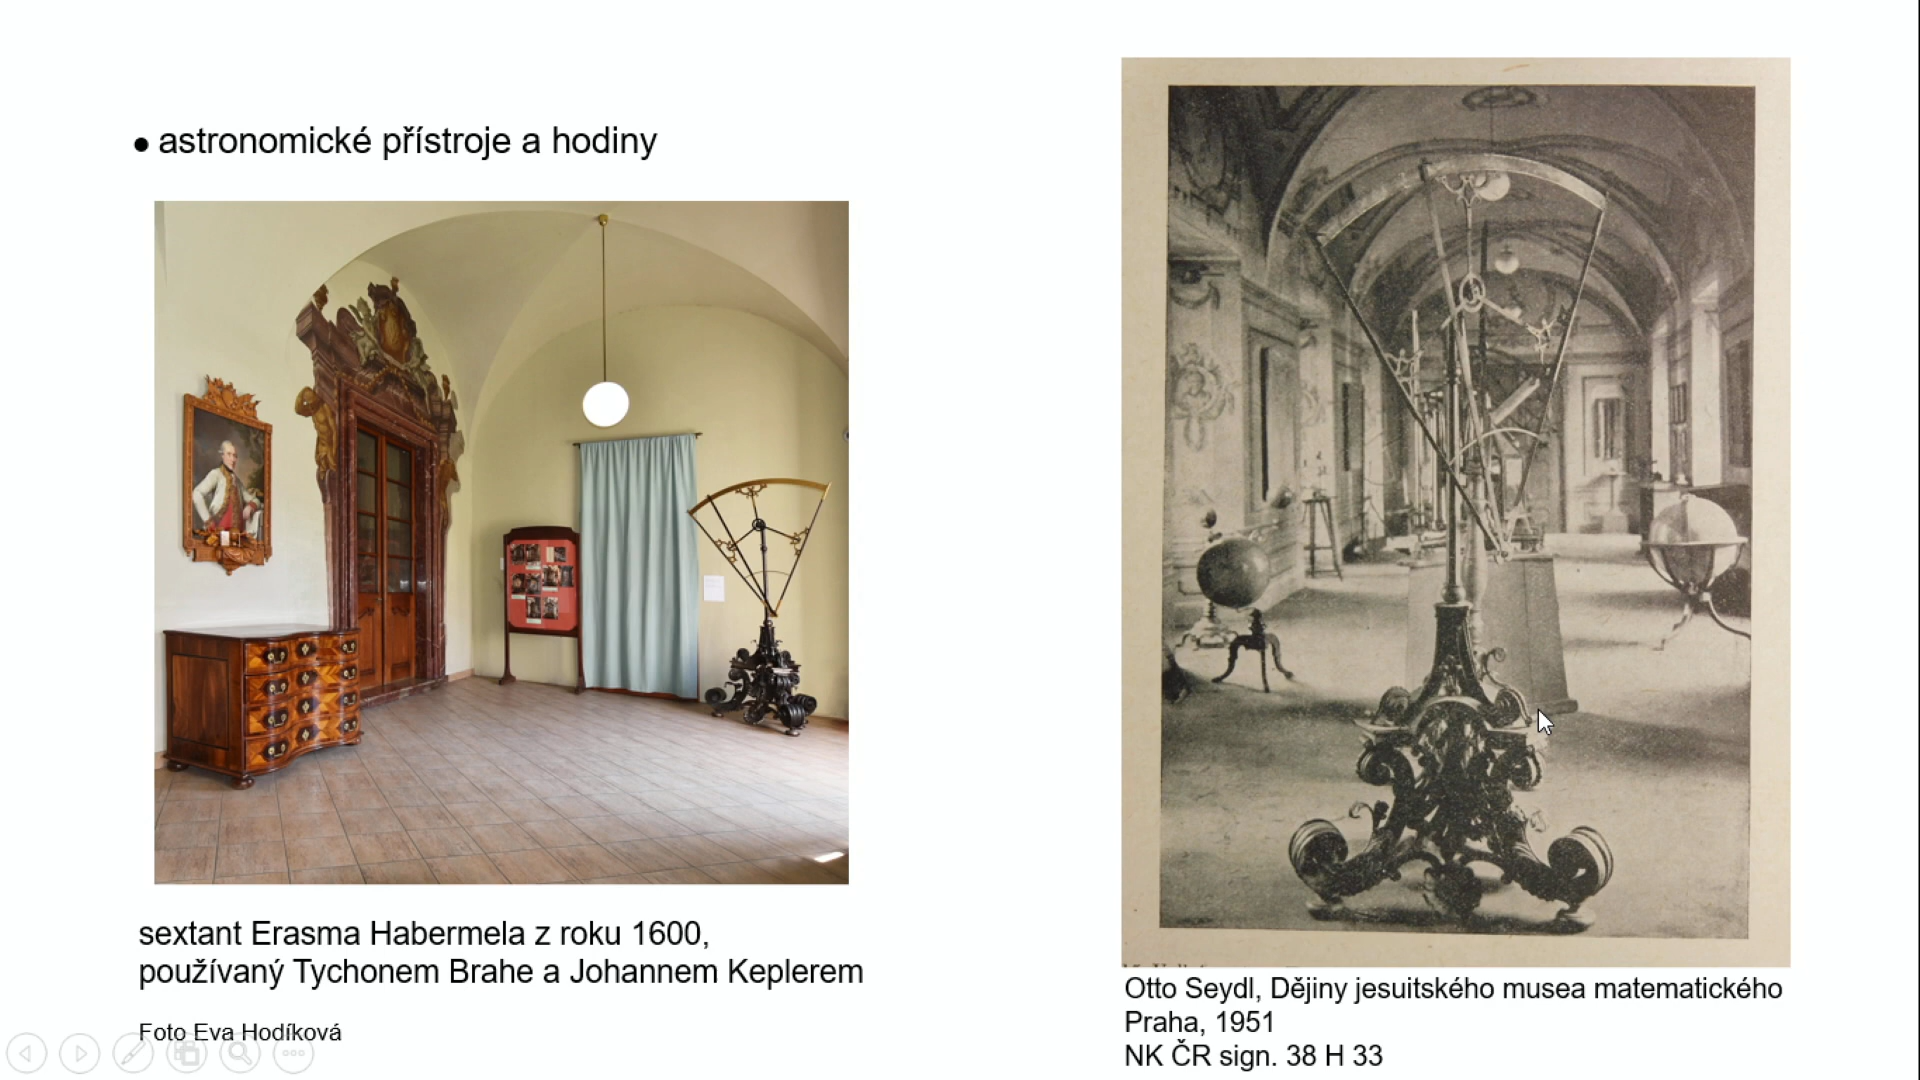 ● astronomické přístroje a hodiny
sextant Erasma Habermela z roku 1600,
používaný Tychonem Brahe a Johannem Keplerem
Foto Eva Hodíková
Otto Seydl, Dějiny jesuitského musea matematického
Praha, 1951
NK ČR sign. 38 H 33